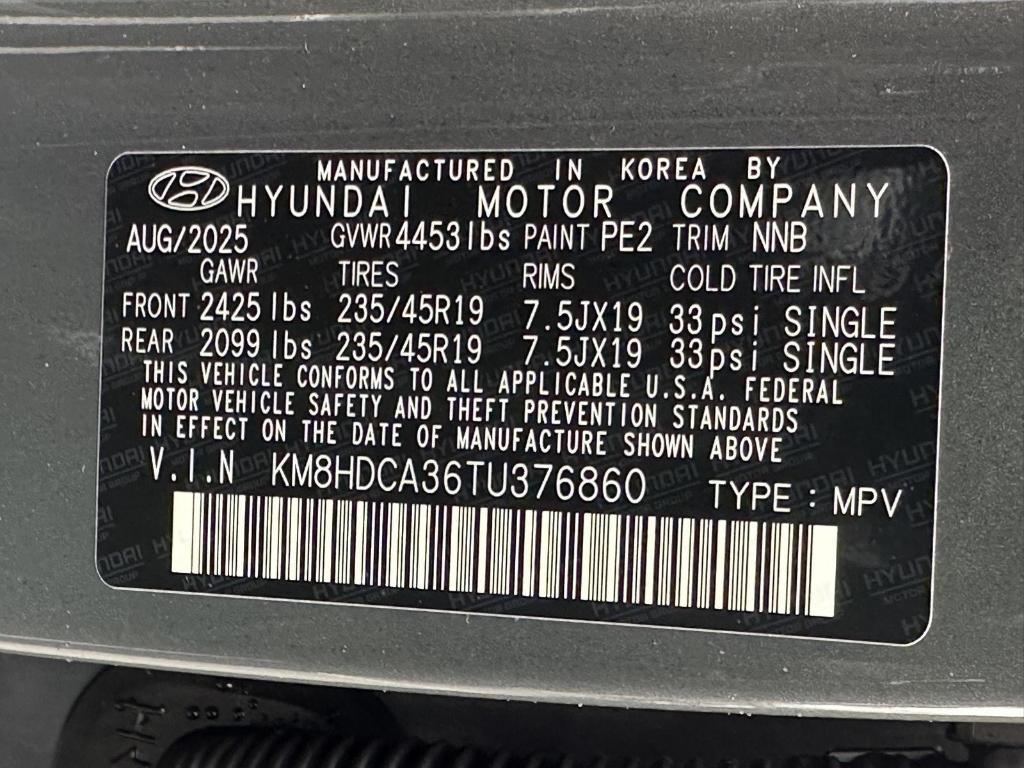 MANUFACTURED IN KOREA BY
HYUNDAI MOTOR COMPANY
AUG/2025 GVWR 4453 lbs PAINT PE2 TRIM NNB
GAWR TIRES RIMS COLD TIRE INFL
FRONT 2425 lbs 235/45R19 7.5JX19 33 psi SINGLE
REAR 2099 lbs 235/45R19 7.5JX19 33 psi SINGLE
THIS VEHICLE CONFORMS TO ALL APPLICABLE U.S.A. FEDERAL
MOTOR VEHICLE SAFETY AND THEFT PREVENTION STANDARDS
IN EFFECT ON THE DATE OF MANUFACTURE SHOWN ABOVE
V.I.N KM8HDCA36TU376860 TYPE : MPV